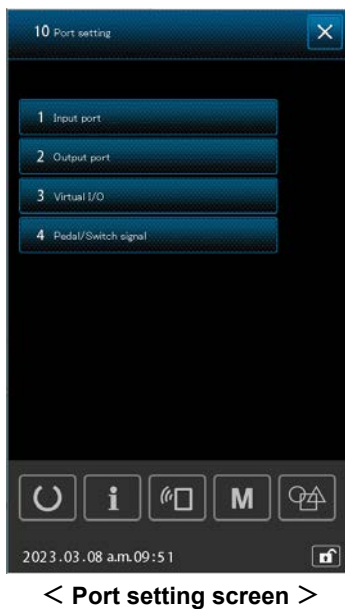 10 Port setting
1 Input port
2 Output port
3 Virtual I/O
4 Pedal/Switch signal
i
M
2023.03.08 a.m.09:51
< Port setting screen >